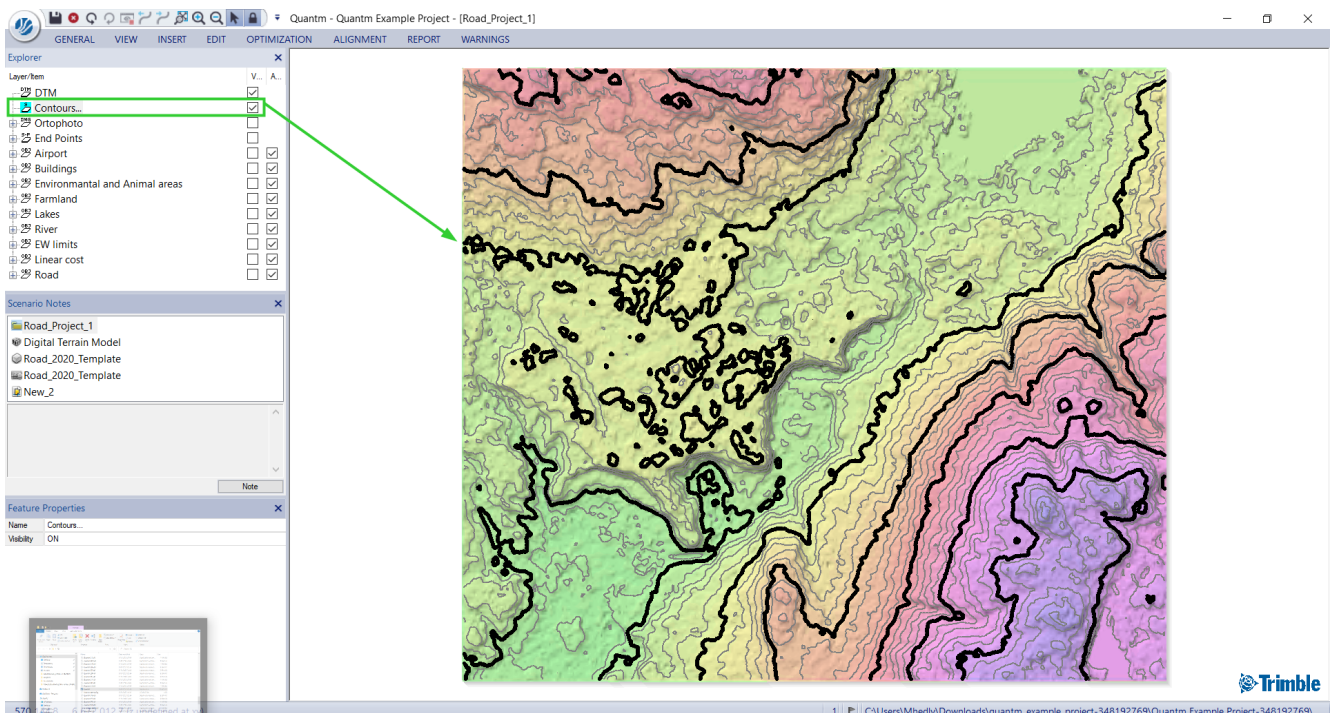 Quantm - Quantm Example Project - [Road_Project_1]
GENERAL VIEW INSERT EDIT OPTIMIZATION ALIGNMENT REPORT WARNINGS
Explorer
Layer/Item V... A...
DTM
Contours...
Ortophoto
End Points
Airport
Buildings
Environmantal and Animal areas
Farmland
Lakes
River
EW limits
Linear cost
Road
Scenario Notes
Road_Project_1
Digital Terrain Model
Road_2020_Template
Road_2020_Template
New_2
Note
Feature Properties
Name Contours...
Visibility ON
Trimble
1 C:\Users\Mhedly\Downloads\quantm_example_project-348192769\Quantm Example Project-348192769\